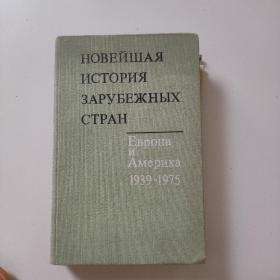 НОВЕЙШАЯ
ИСТОРИЯ
ЗАРУБЕЖНЫХ
СТРАН
Европа
и
Америка
1939-1975